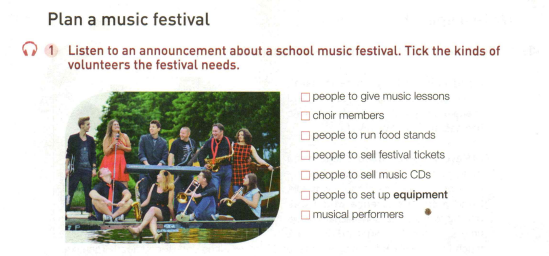 Plan a music festival
1 Listen to an announcement about a school music festival. Tick the kinds of
volunteers the festival needs.
people to give music lessons
choir members
people to run food stands
people to sell festival tickets
people to sell music CDs
people to set up equipment
musical performers